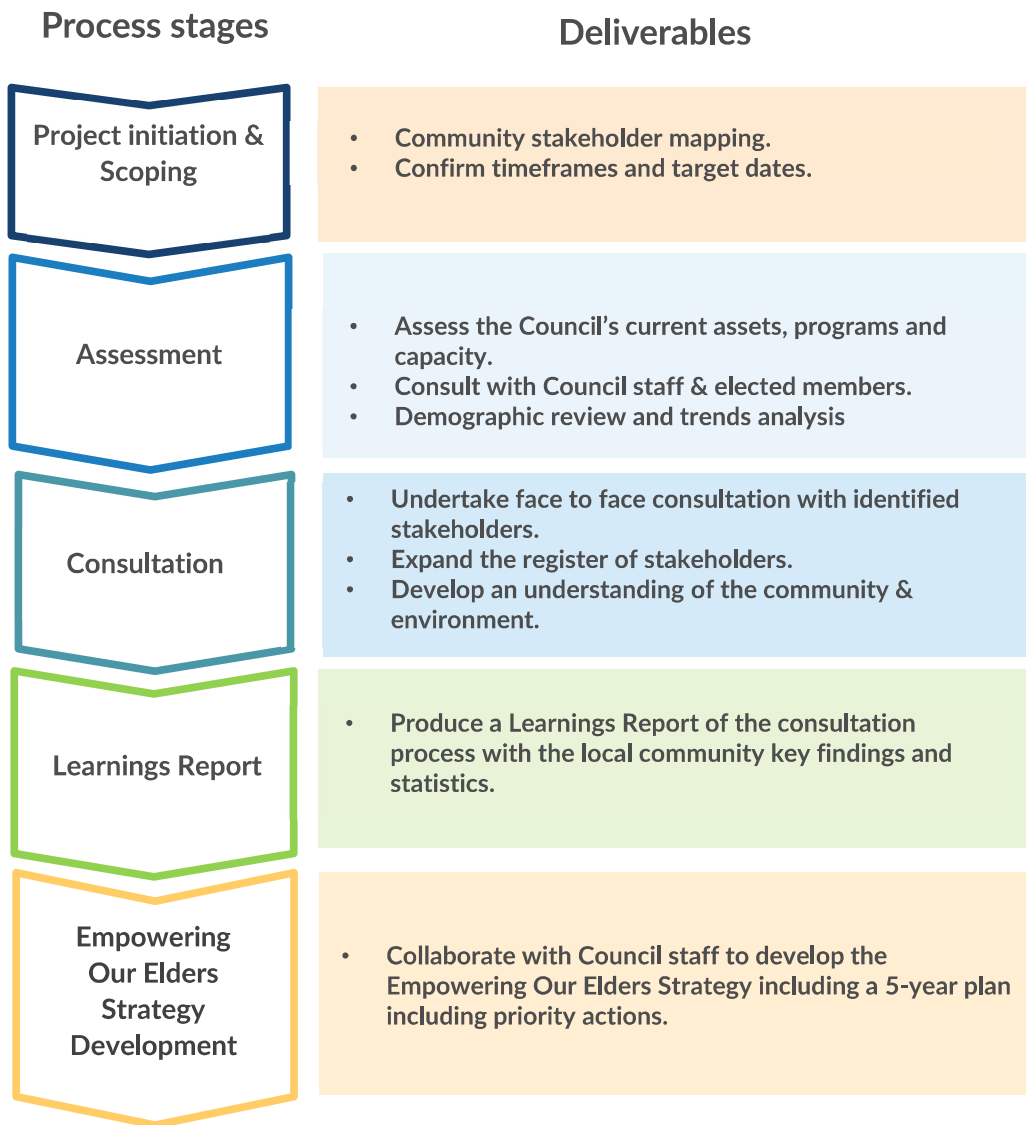 Process stages
Deliverables
Project initiation &
Scoping
• Community stakeholder mapping.
• Confirm timeframes and target dates.
Assessment
• Assess the Council’s current assets, programs and
capacity.
• Consult with Council staff & elected members.
• Demographic review and trends analysis
Consultation
• Undertake face to face consultation with identified
stakeholders.
• Expand the register of stakeholders.
• Develop an understanding of the community &
environment.
Learnings Report
• Produce a Learnings Report of the consultation
process with the local community key findings and
statistics.
Empowering
Our Elders
Strategy
Development
• Collaborate with Council staff to develop the
Empowering Our Elders Strategy including a 5-year plan
including priority actions.